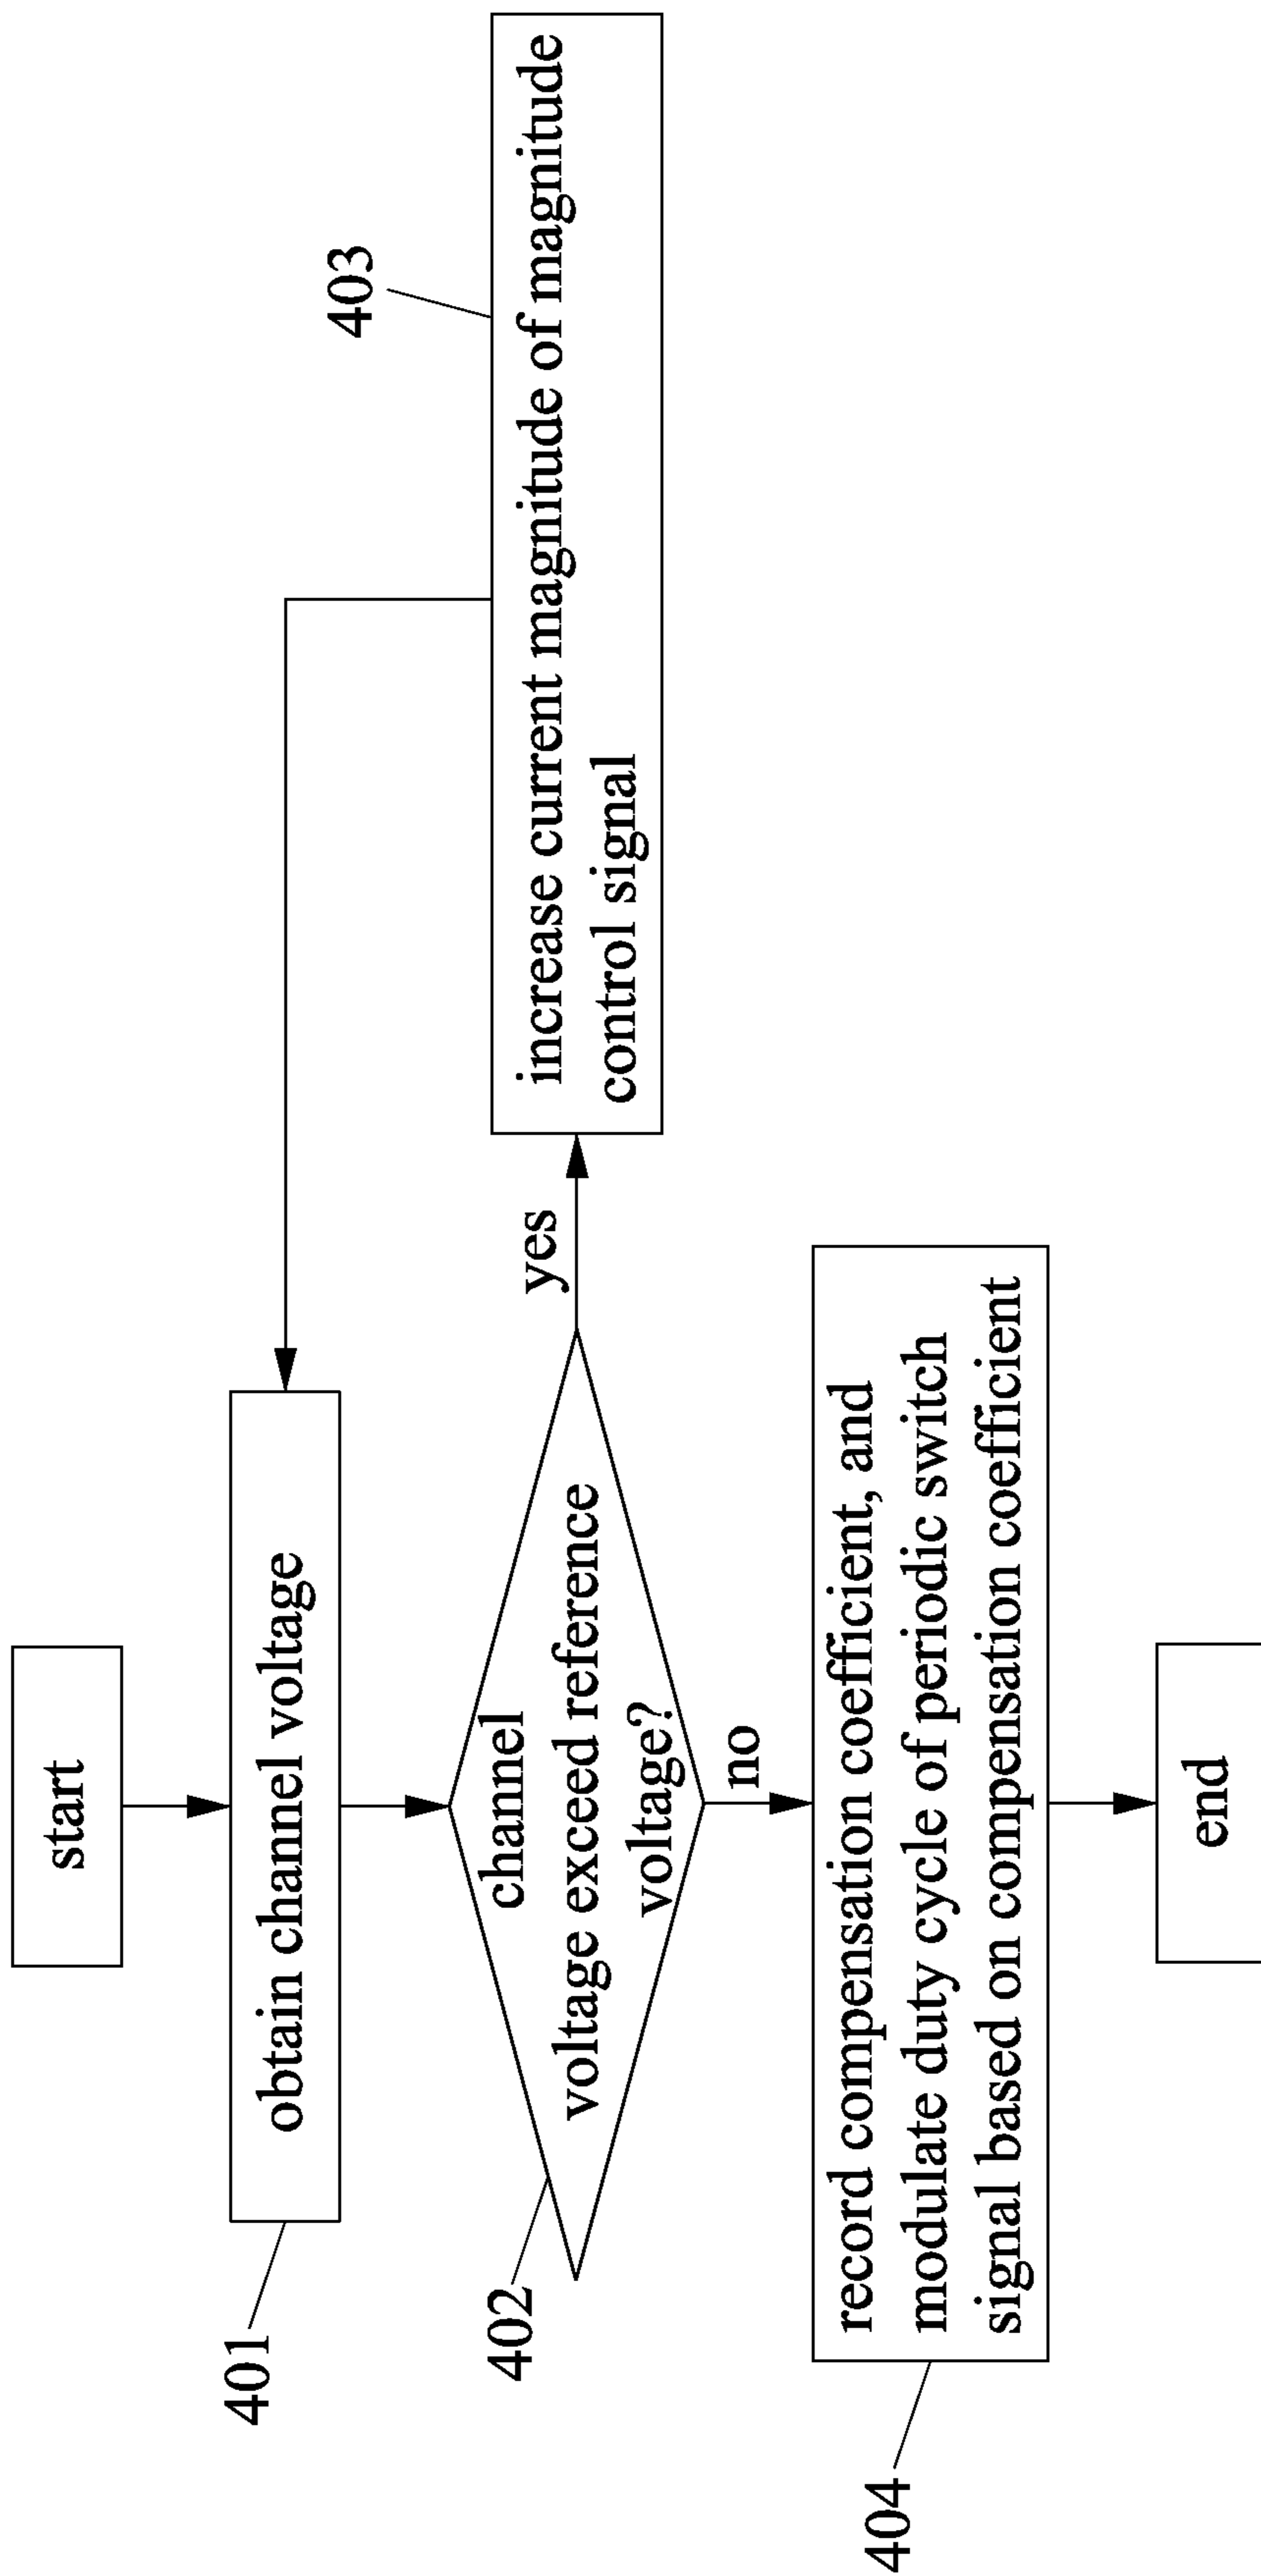 start
401
obtain channel voltage
402
channel
voltage exceed reference
voltage?
yes
403
increase current magnitude of magnitude
control signal
no
404
record compensation coefficient, and
modulate duty cycle of periodic switch
signal based on compensation coefficient
end